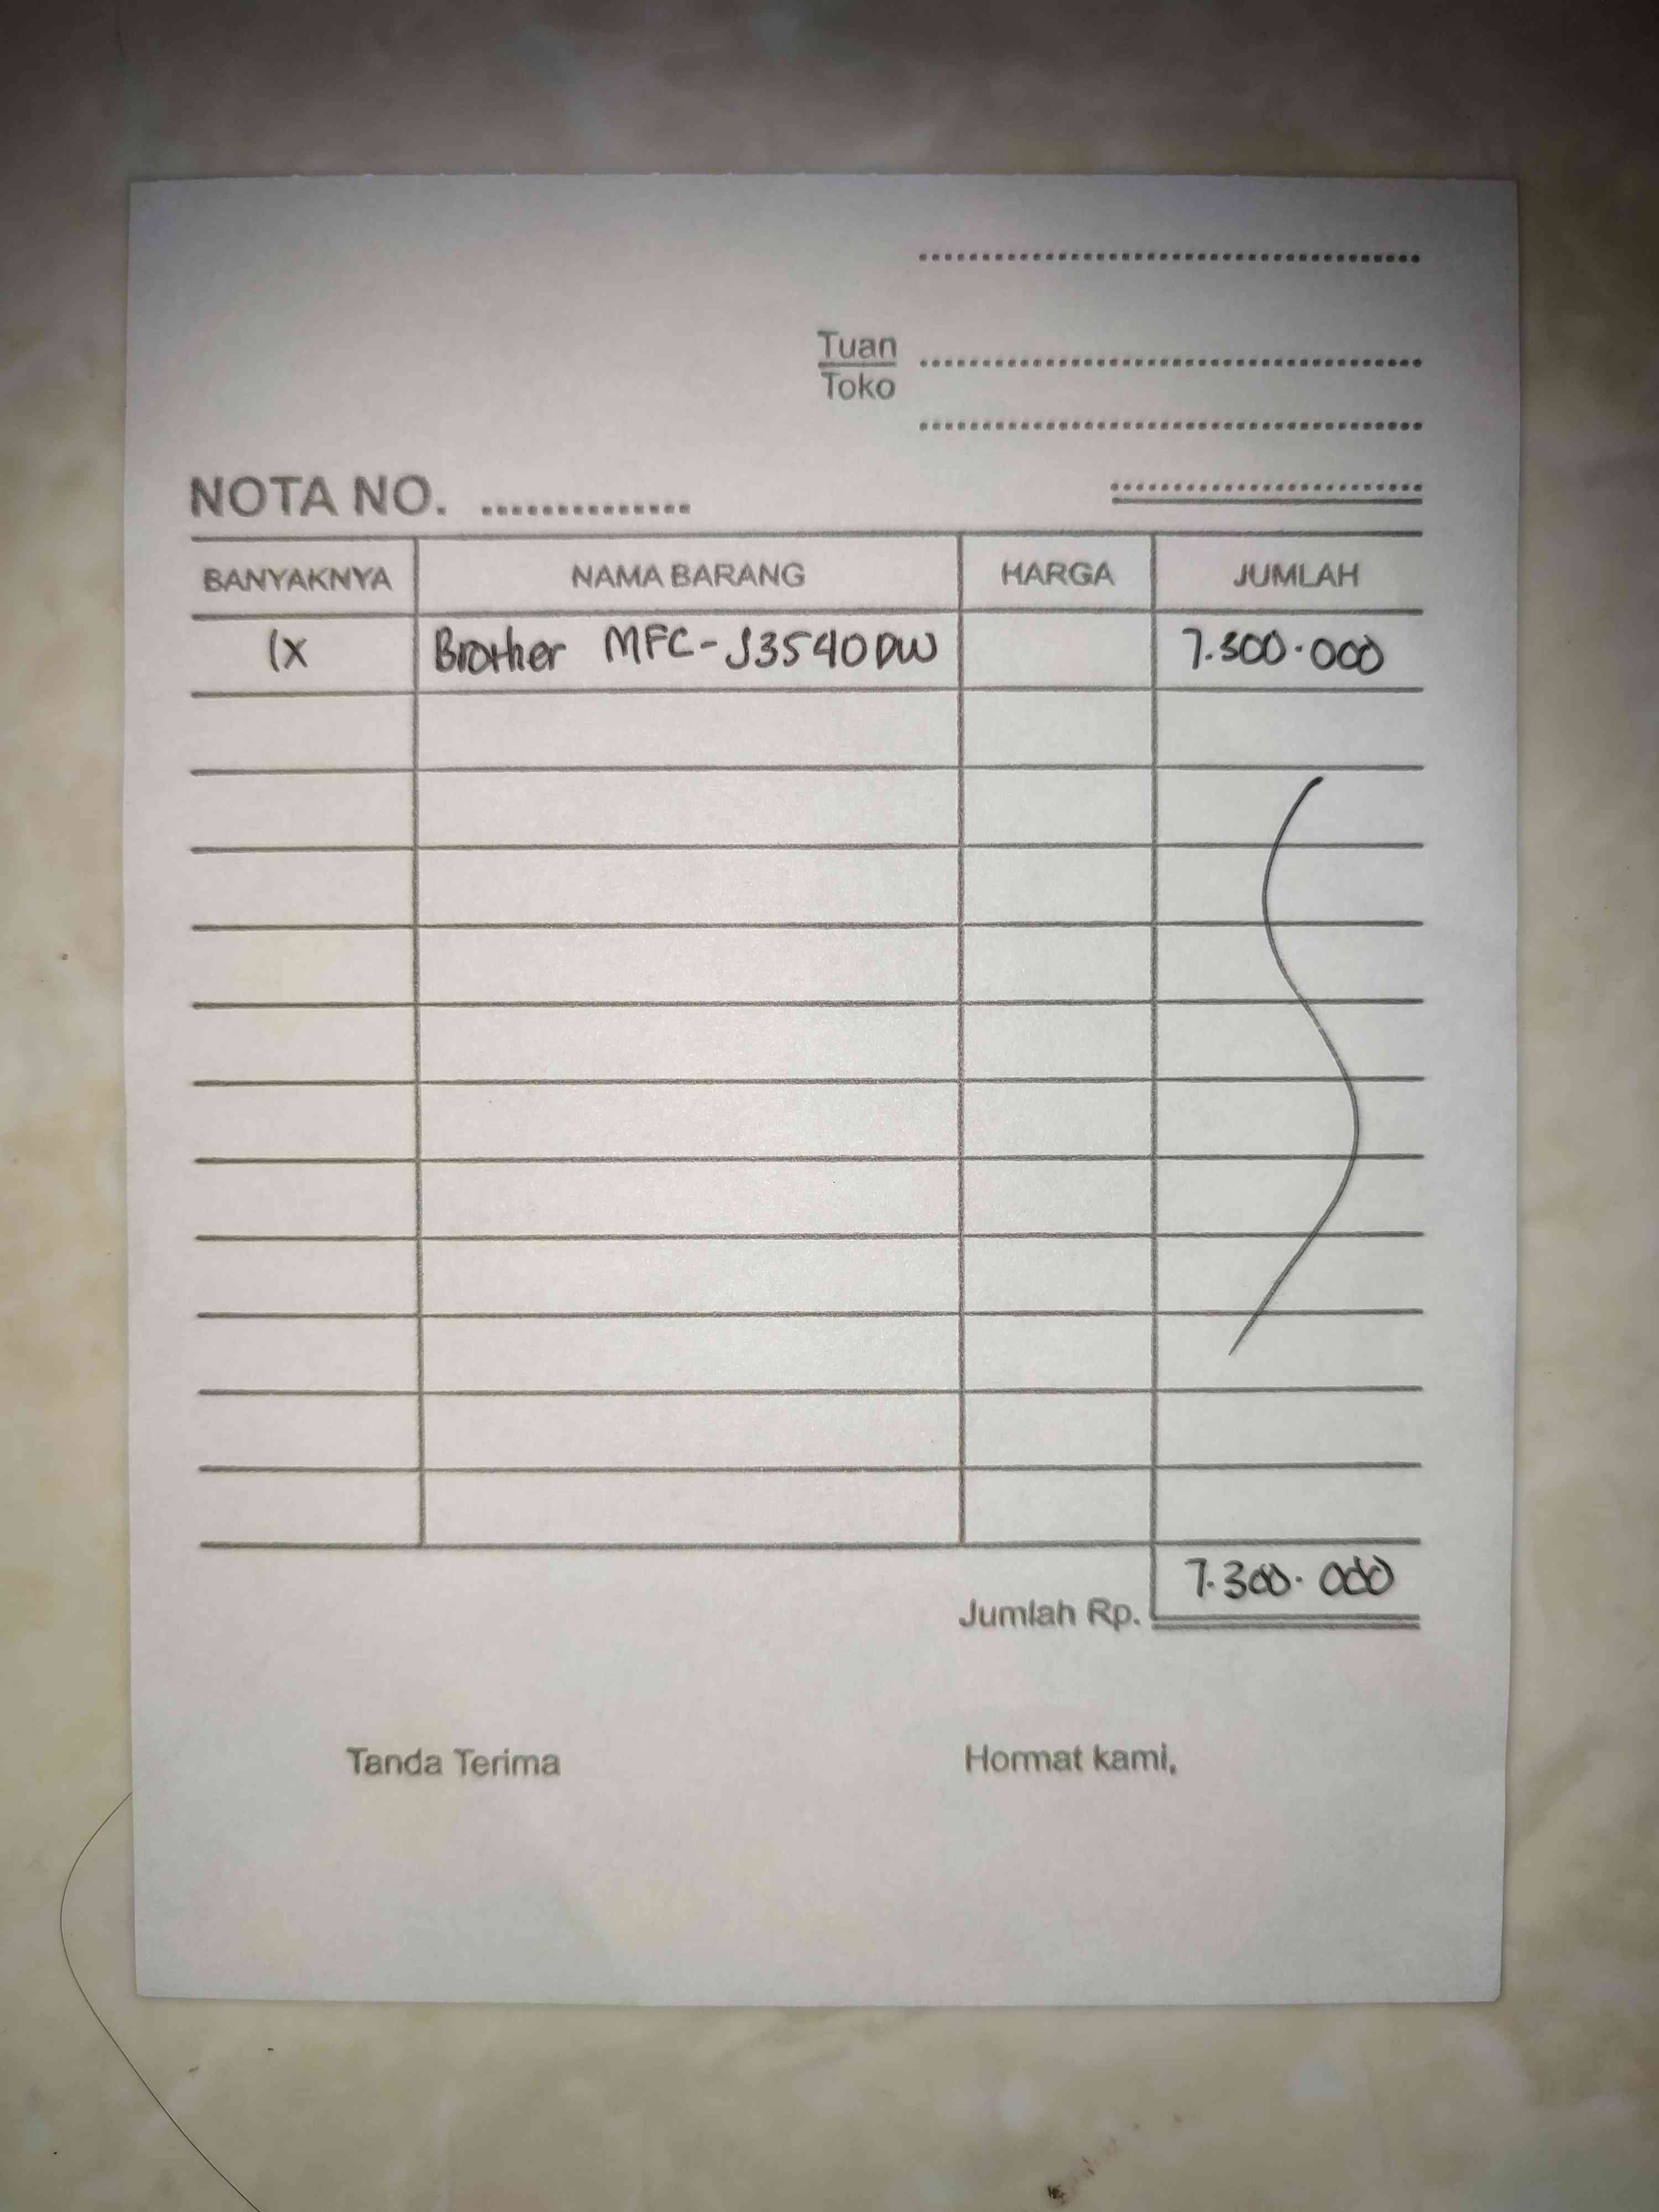 Tuan
Toko
NOTA NO. ..............
BANYAKNYA NAMA BARANG HARGA JUMLAH
1x Brother MFC-J3540DW 7.300.000
Jumlah Rp. 7.300.000
Tanda Terima Hormat kami,